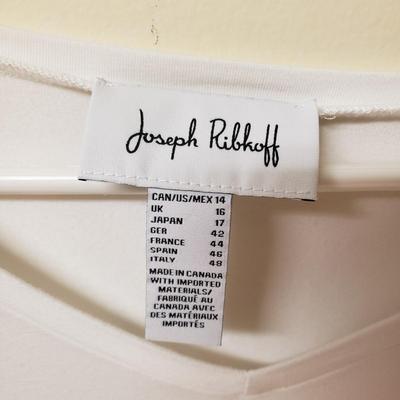 Joseph Ribkoff
CAN/US/MEX 14
UK 16
JAPAN 17
GER 42
FRANCE 44
SPAIN 46
ITALY 48
MADE IN CANADA
WITH IMPORTED
MATERIALS/
FABRIQUÉ AU
CANADA AVEC
DES MATÉRIAUX
IMPORTÉS